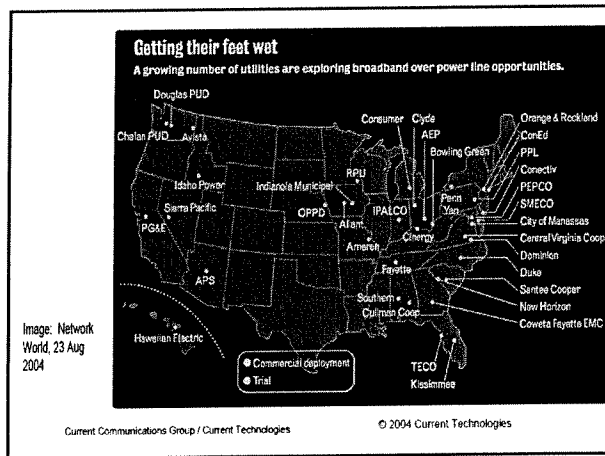 Getting their feet wet
A growing number of utilities are exploring broadband over power line opportunities.
Douglas PUD
Chelan PUD
Avista
Idaho Power
Sierra Pacific
PG&E
APS
Hawaiian Electric
Indianola Municipal
OPPD
RPU
Alliant
Ameren
IPALCO
Cinergy
Consumer
Clyde
AEP
Bowling Green
Penn
Yan
Orange & Rockland
ConEd
PPL
Conectiv
PEPCO
SMECO
City of Manassas
Central Virginia Coop
Dominion
Duke
Santee Cooper
New Horizon
Coweta Fayette EMC
Fayette
Southern
Cullman Coop
TECO
Kissimmee
Commercial deployment
Trial
Image: Network
World, 23 Aug
2004
Current Communications Group / Current Technologies
© 2004 Current Technologies